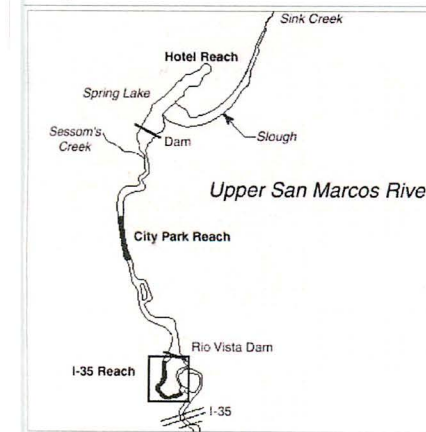 Sink Creek
Hotel Reach
Spring Lake
Sessom's
Creek
Dam
Slough
Upper San Marcos Rive
City Park Reach
Rio Vista Dam
I-35 Reach
I-35